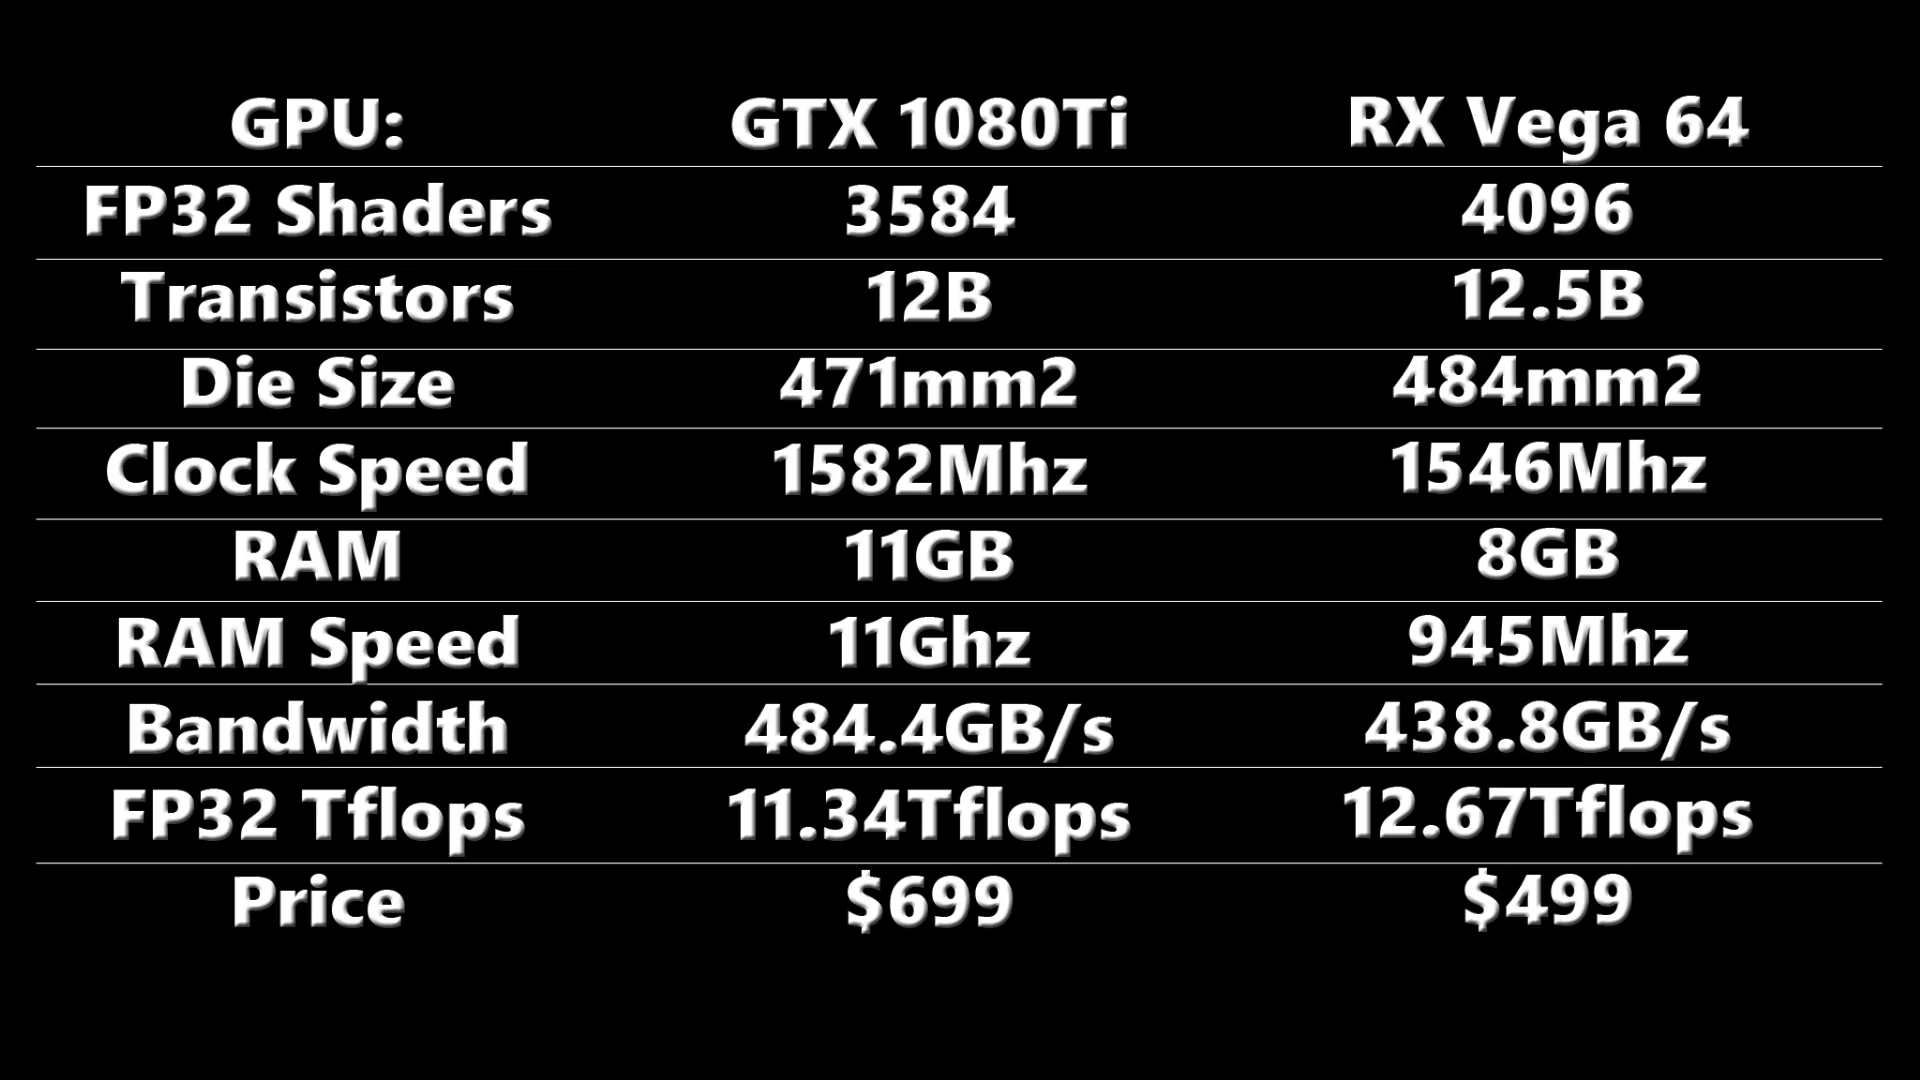 GPU: GTX 1080Ti RX Vega 64
FP32 Shaders 3584 4096
Transistors 12B 12.5B
Die Size 471mm2 484mm2
Clock Speed 1582Mhz 1546Mhz
RAM 11GB 8GB
RAM Speed 11Ghz 945Mhz
Bandwidth 484.4GB/s 438.8GB/s
FP32 Tflops 11.34Tflops 12.67Tflops
Price $699 $499